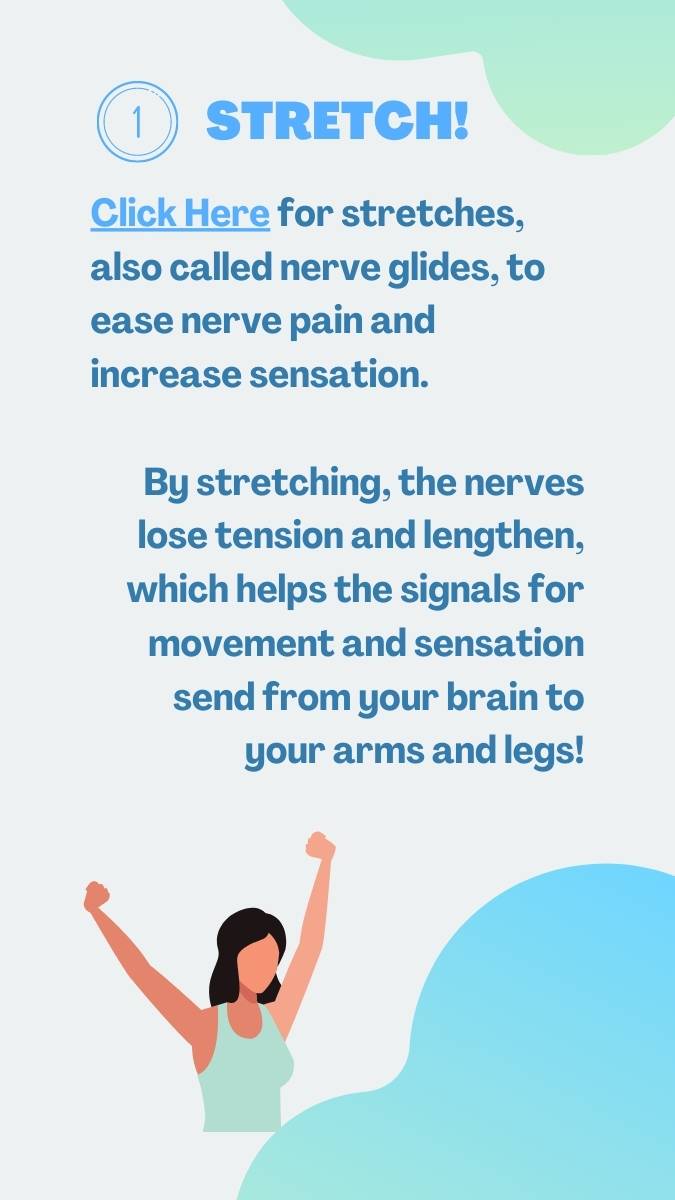 1 STRETCH!
Click Here for stretches,
also called nerve glides, to
ease nerve pain and
increase sensation.
By stretching, the nerves
lose tension and lengthen,
which helps the signals for
movement and sensation
send from your brain to
your arms and legs!